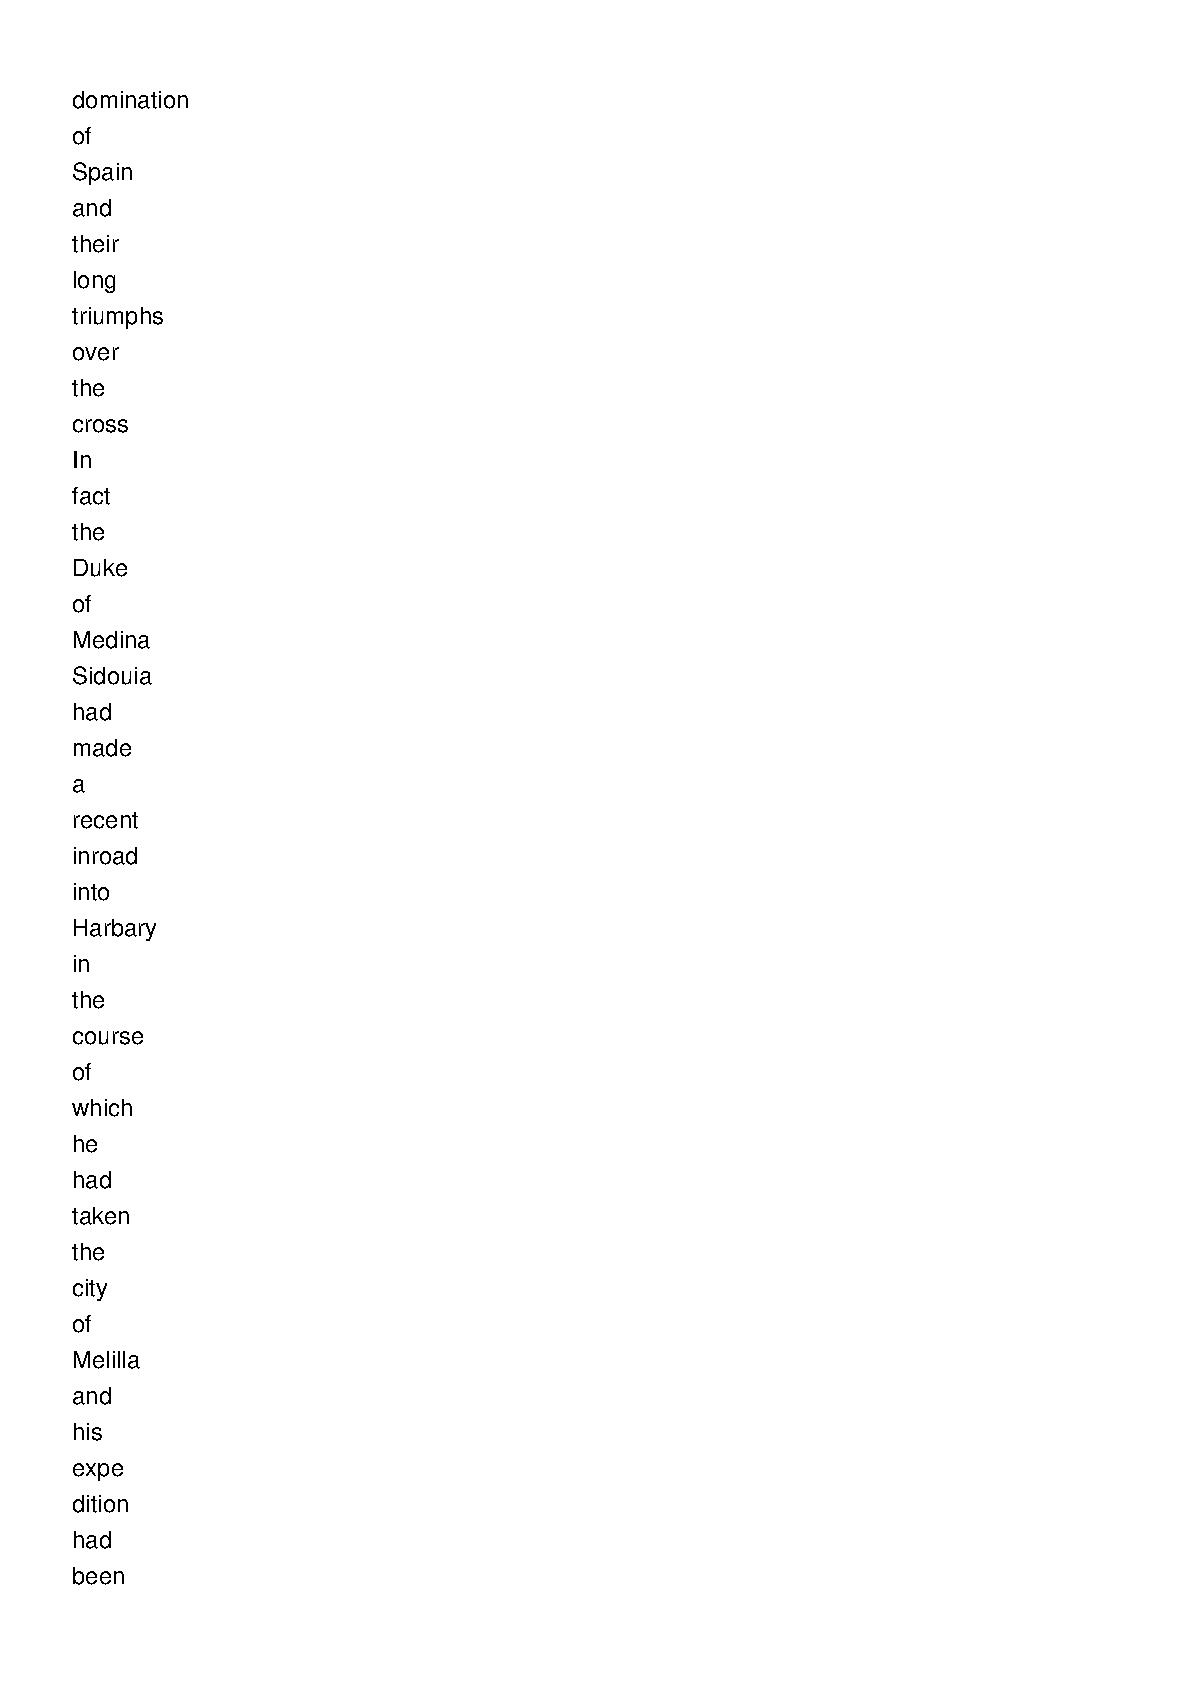 domination
of
Spain
and
their
long
triumphs
over
the
cross
In
fact
the
Duke
of
Medina
Sidouia
had
made
a
recent
inroad
into
Harbary
in
the
course
of
which
he
had
taken
the
city
of
Melilla
and
his
expe
dition
had
been